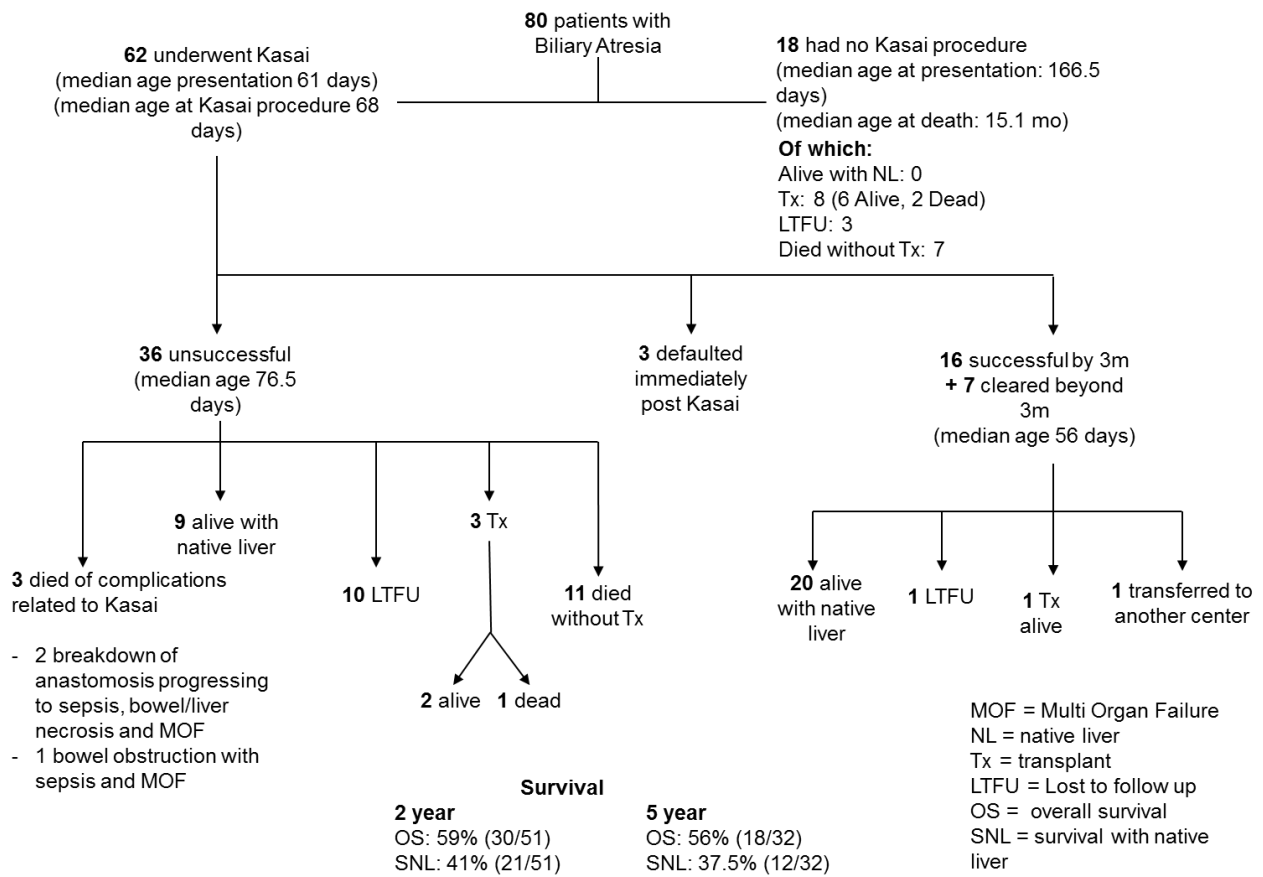 80 patients with
Biliary Atresia
62 underwent Kasai
(median age presentation 61 days)
(median age at Kasai procedure 68
days)
18 had no Kasai procedure
(median age at presentation: 166.5
days)
(median age at death: 15.1 mo)
Of which:
Alive with NL: 0
Tx: 8 (6 Alive, 2 Dead)
LTFU: 3
Died without Tx: 7
36 unsuccessful
(median age 76.5
days)
3 defaulted
immediately
post Kasai
16 successful by 3m
+ 7 cleared beyond
3m
(median age 56 days)
3 died of complications
related to Kasai
- 2 breakdown of
anastomosis progressing
to sepsis, bowel/liver
necrosis and MOF
- 1 bowel obstruction with
sepsis and MOF
9 alive with
native liver
10 LTFU
3 Tx
2 alive
1 dead
11 died
without Tx
20 alive
with native
liver
1 LTFU
1 Tx
alive
1 transferred to
another center
MOF = Multi Organ Failure
NL = native liver
Tx = transplant
LTFU = Lost to follow up
OS = overall survival
SNL = survival with native
liver
Survival
2 year
OS: 59% (30/51)
SNL: 41% (21/51)
5 year
OS: 56% (18/32)
SNL: 37.5% (12/32)